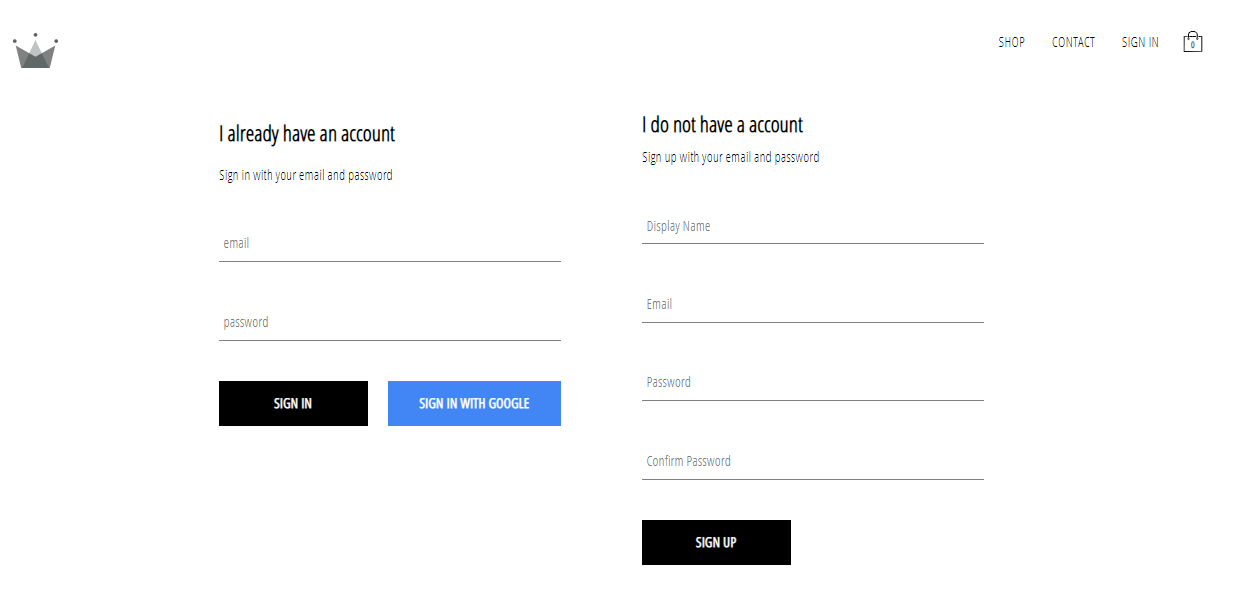 SHOP CONTACT SIGN IN 0
I already have an account
Sign in with your email and password
email
password
SIGN IN SIGN IN WITH GOOGLE
I do not have a account
Sign up with your email and password
Display Name
Email
Password
Confirm Password
SIGN UP